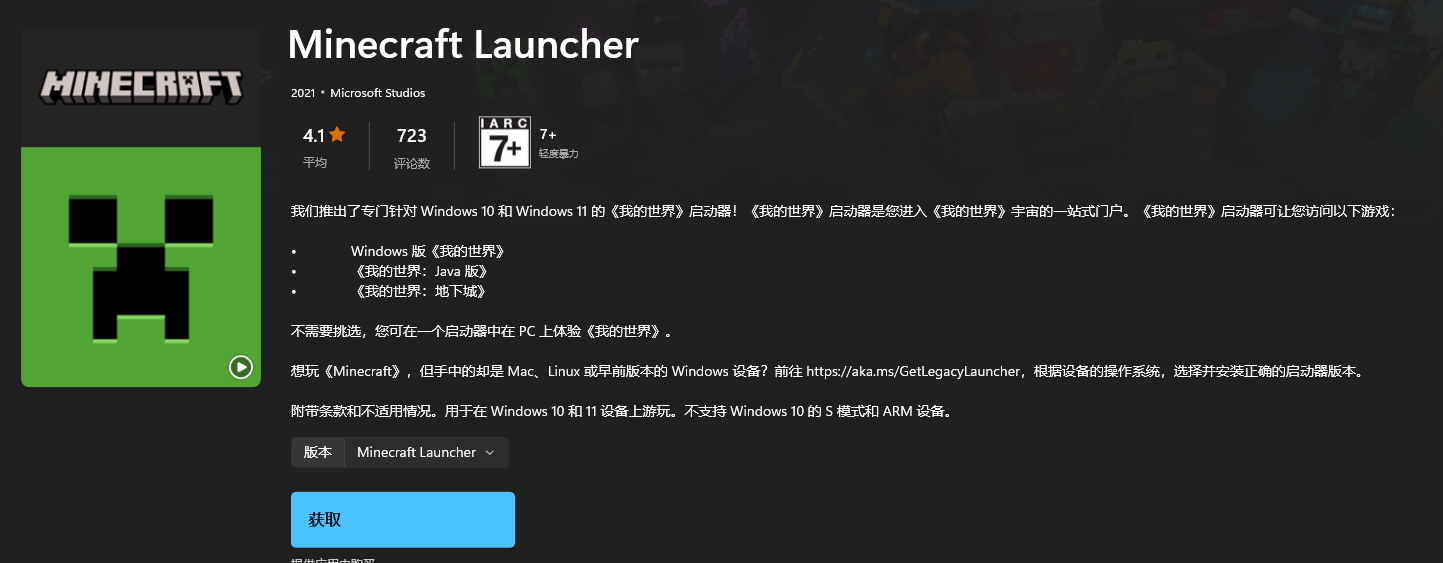 Minecraft Launcher
MINECRAFT
2021 • Microsoft Studios
4.1 723 IARC 7+ 7+
平均 评论数 轻度暴力
我们推出了专门针对 Windows 10 和 Windows 11 的《我的世界》启动器！《我的世界》启动器是您进入《我的世界》宇宙的一站式门户。《我的世界》启动器可让您访问以下游戏：
• Windows 版《我的世界》
• 《我的世界：Java 版》
• 《我的世界：地下城》
不需要挑选，您可在一个启动器中在 PC 上体验《我的世界》。
想玩《Minecraft》，但手中的却是 Mac、Linux 或早前版本的 Windows 设备？前往 https://aka.ms/GetLegacyLauncher，根据设备的操作系统，选择并安装正确的启动器版本。
附带条款和不适用情况。用于在 Windows 10 和 11 设备上游玩。不支持 Windows 10 的 S 模式和 ARM 设备。
版本 Minecraft Launcher
获取
提供应用内购买